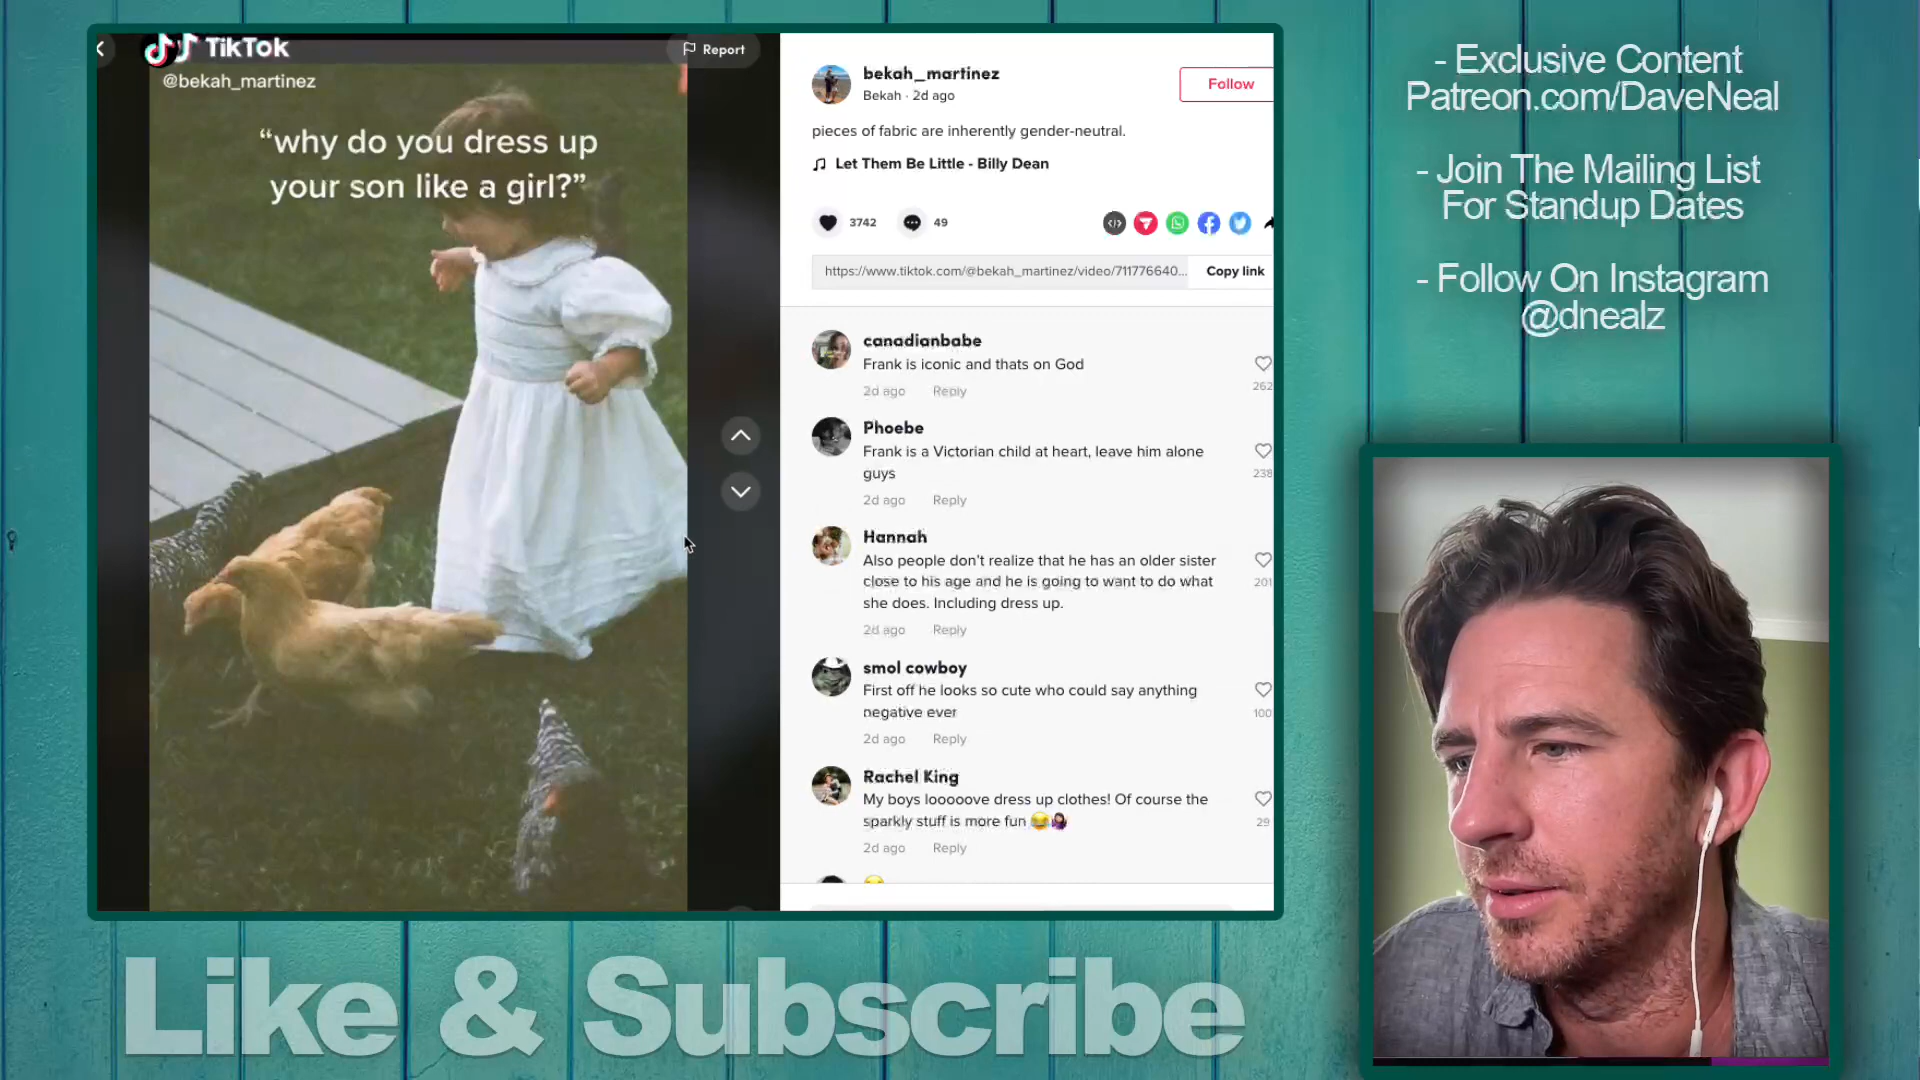 TikTok
@bekah_martinez
Report
“why do you dress up
your son like a girl?”
bekah_martinez
Bekah · 2d ago
Follow
pieces of fabric are inherently gender-neutral.
Let Them Be Little - Billy Dean
3742
49
https://www.tiktok.com/@bekah_martinez/video/711776640...
Copy link
canadianbabe
Frank is iconic and thats on God
2d ago
Reply
262
Phoebe
Frank is a Victorian child at heart, leave him alone
guys
2d ago
Reply
238
Hannah
Also people don't realize that he has an older sister
close to his age and he is going to want to do what
she does. Including dress up.
2d ago
Reply
201
smol cowboy
First off he looks so cute who could say anything
negative ever
2d ago
Reply
100
Rachel King
My boys looooove dress up clothes! Of course the
sparkly stuff is more fun 😂🤷🏽‍♀️
2d ago
Reply
29
- Exclusive Content
Patreon.com/DaveNeal
- Join The Mailing List
For Standup Dates
- Follow On Instagram
@dnealz
Like & Subscribe